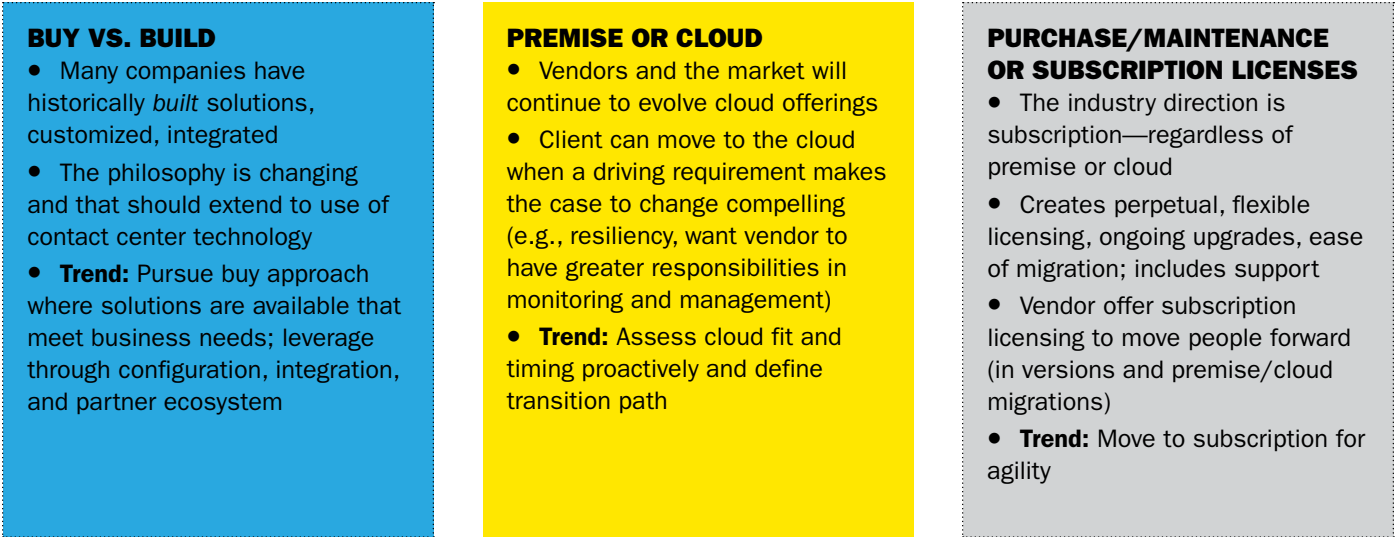 BUY VS. BUILD
• Many companies have
historically built solutions,
customized, integrated
• The philosophy is changing
and that should extend to use of
contact center technology
• Trend: Pursue buy approach
where solutions are available that
meet business needs; leverage
through configuration, integration,
and partner ecosystem
PREMISE OR CLOUD
• Vendors and the market will
continue to evolve cloud offerings
• Client can move to the cloud
when a driving requirement makes
the case to change compelling
(e.g., resiliency, want vendor to
have greater responsibilities in
monitoring and management)
• Trend: Assess cloud fit and
timing proactively and define
transition path
PURCHASE/MAINTENANCE
OR SUBSCRIPTION LICENSES
• The industry direction is
subscription—regardless of
premise or cloud
• Creates perpetual, flexible
licensing, ongoing upgrades, ease
of migration; includes support
• Vendor offer subscription
licensing to move people forward
(in versions and premise/cloud
migrations)
• Trend: Move to subscription for
agility